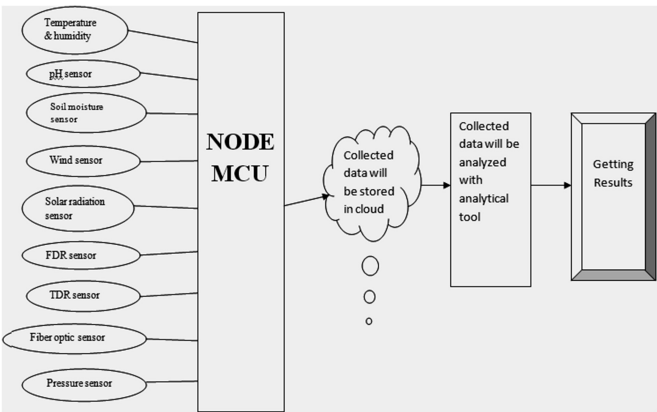 Temperature
& humidity
pH sensor
Soil moisture
sensor
Wind sensor
Solar radiation
sensor
FDR sensor
TDR sensor
Fiber optic sensor
Pressure sensor
NODE
MCU
Collected
data will
be stored
in cloud
Collected
data will be
analyzed
with
analytical
tool
Getting
Results